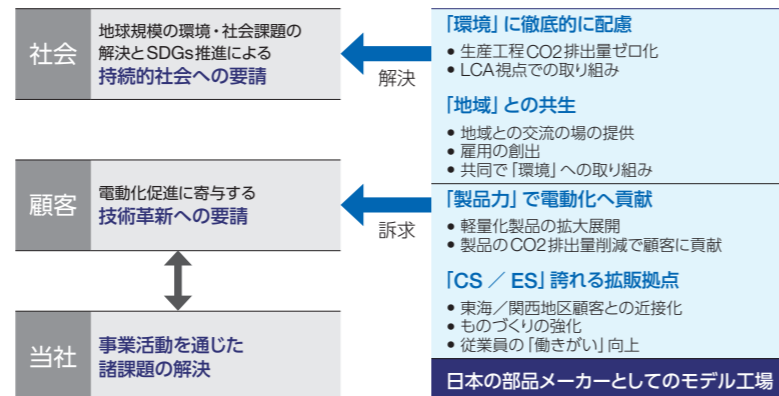 社会
地球規模の環境・社会課題の
解決とSDGs推進による
持続的社会への要請
解決
顧客
電動化促進に寄与する
技術革新への要請
訴求
当社
事業活動を通じた
諸課題の解決
「環境」に徹底的に配慮
• 生産工程CO2排出量ゼロ化
• LCA視点での取り組み
「地域」との共生
• 地域との交流の場の提供
• 雇用の創出
• 共同で「環境」への取り組み
「製品力」で電動化へ貢献
• 軽量化製品の拡大展開
• 製品のCO2排出量削減で顧客に貢献
「CS ／ ES」誇れる拡販拠点
• 東海／関西地区顧客との近接化
• ものづくりの強化
• 従業員の「働きがい」向上
日本の部品メーカーとしてのモデル工場